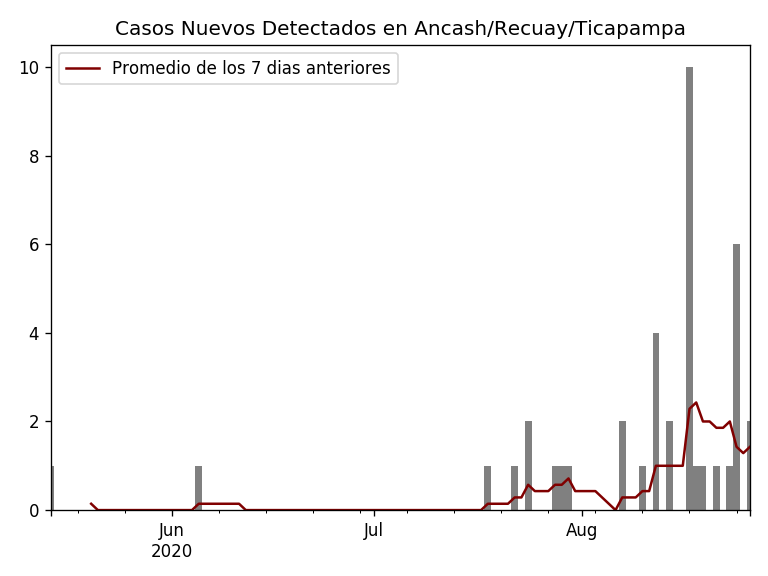 Casos Nuevos Detectados en Ancash/Recuay/Ticapampa
Promedio de los 7 dias anteriores
10
8
6
4
2
0
Jun
2020
Jul
Aug